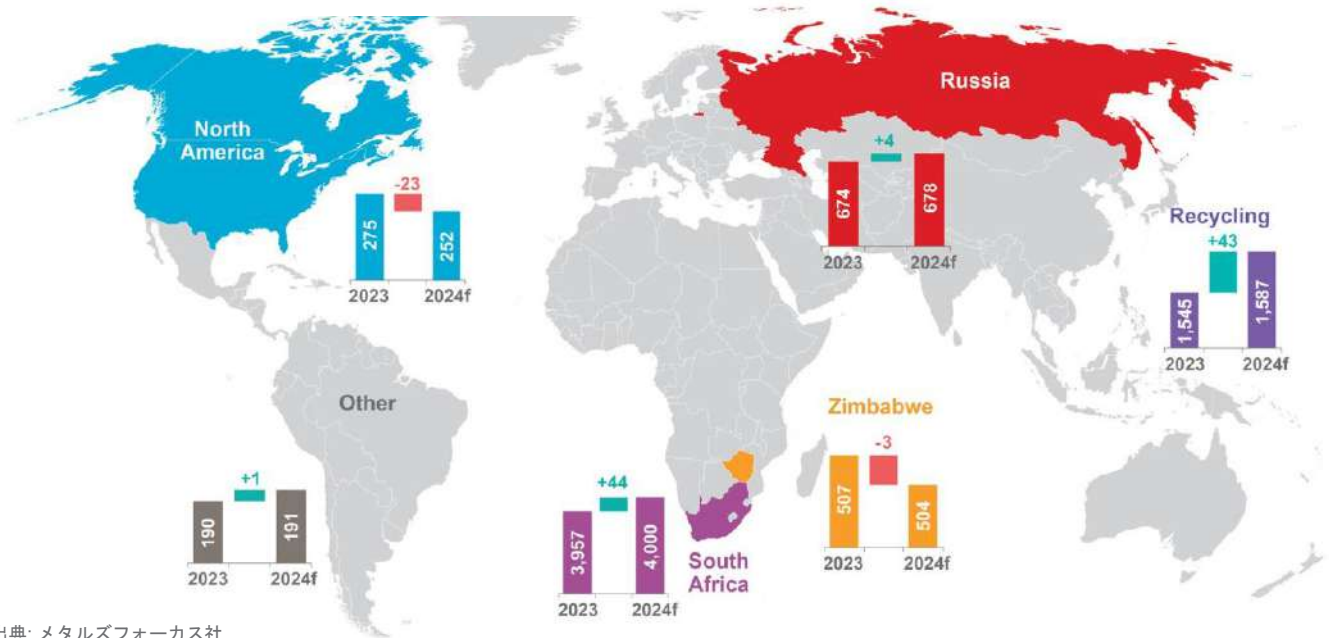 North
America
-23
275
252
2023
2024f
Russia
+4
674
678
2023
2024f
Recycling
+43
1,545
1,587
2023
2024f
Other
+1
190
191
2023
2024f
+44
3,957
4,000
2023
2024f
South
Africa
Zimbabwe
-3
507
504
2023
2024f
出典: メタルズフォーカス社